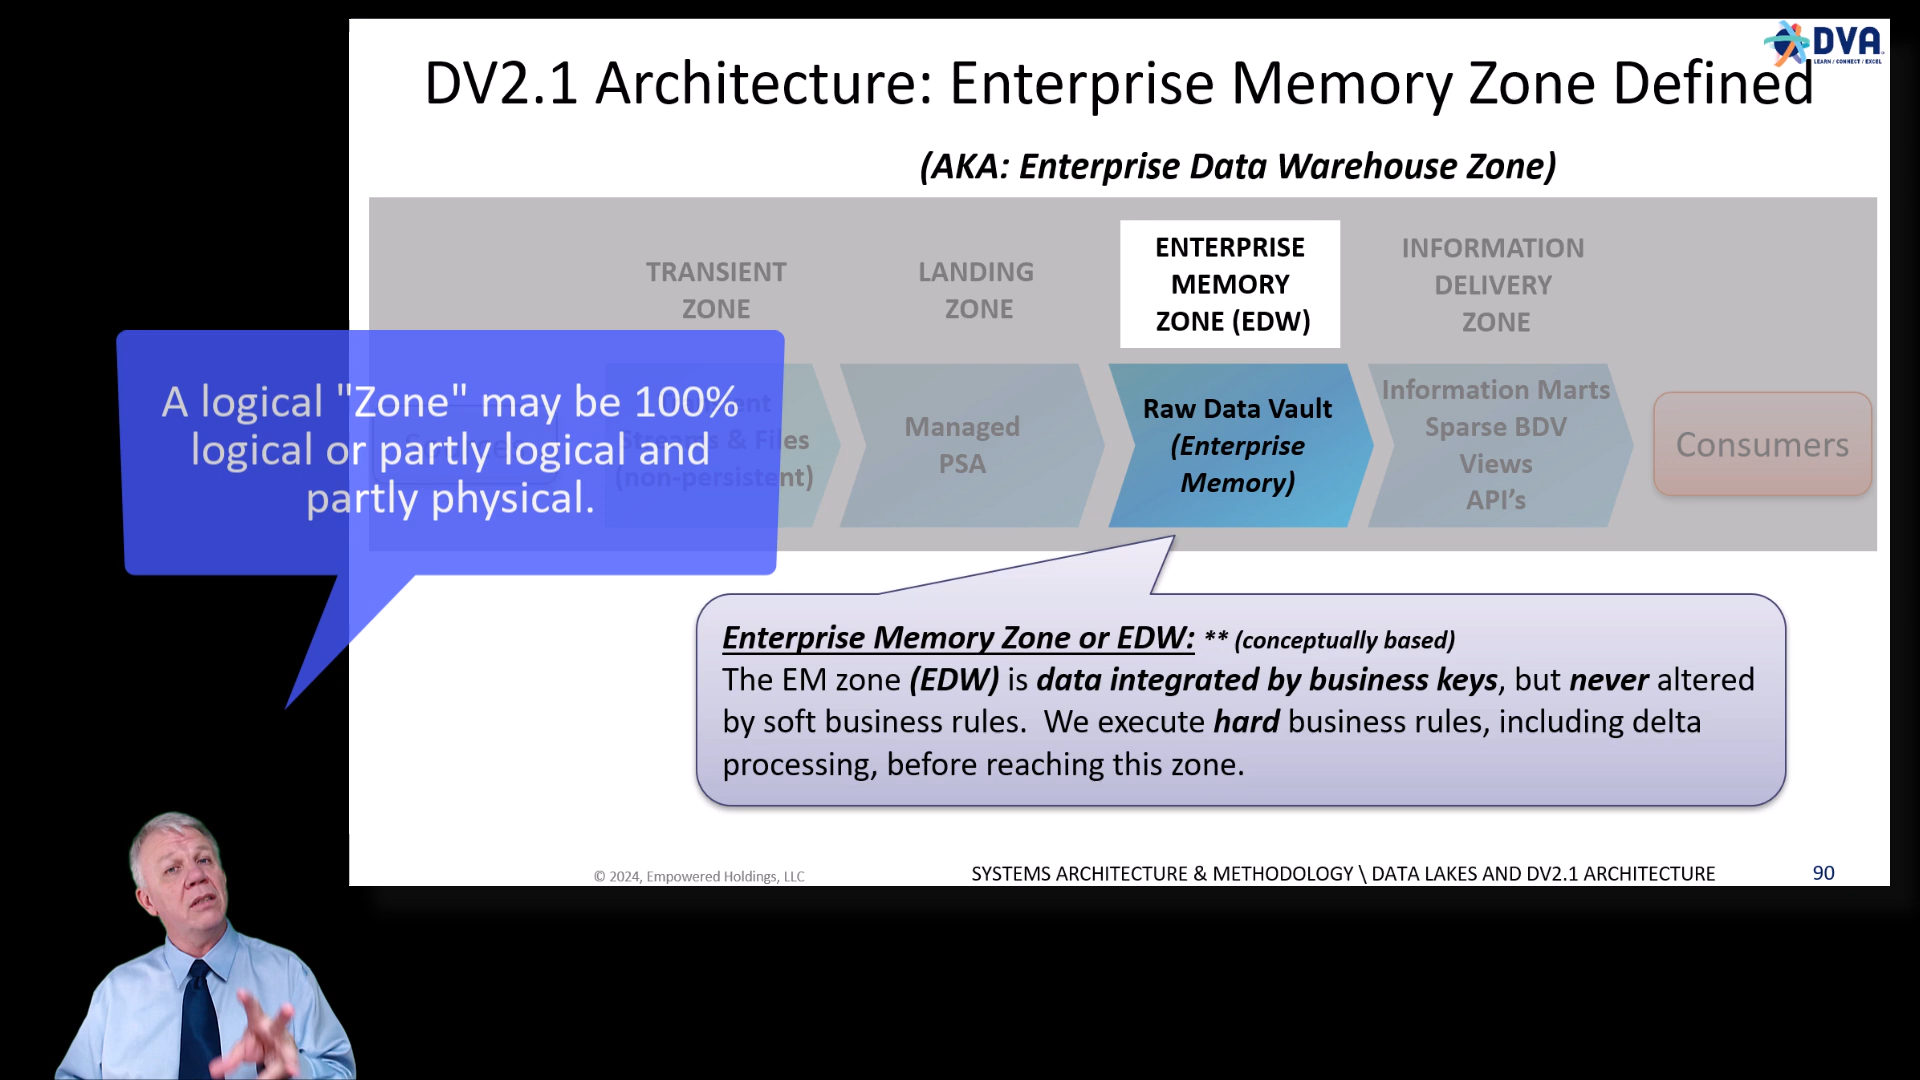 DVA
LEARN / CONNECT / EXCEL
DV2.1 Architecture: Enterprise Memory Zone Defined
(AKA: Enterprise Data Warehouse Zone)
TRANSIENT
ZONE
LANDING
ZONE
ENTERPRISE
MEMORY
ZONE (EDW)
INFORMATION
DELIVERY
ZONE
A logical "Zone" may be 100%
logical or partly logical and
partly physical.
Streams & Files
(non-persistent)
Managed
PSA
Raw Data Vault
(Enterprise
Memory)
Information Marts
Sparse BDV
Views
API's
Consumers
Enterprise Memory Zone or EDW: ** (conceptually based)
The EM zone (EDW) is data integrated by business keys, but never altered
by soft business rules. We execute hard business rules, including delta
processing, before reaching this zone.
© 2024, Empowered Holdings, LLC
SYSTEMS ARCHITECTURE & METHODOLOGY \ DATA LAKES AND DV2.1 ARCHITECTURE
90